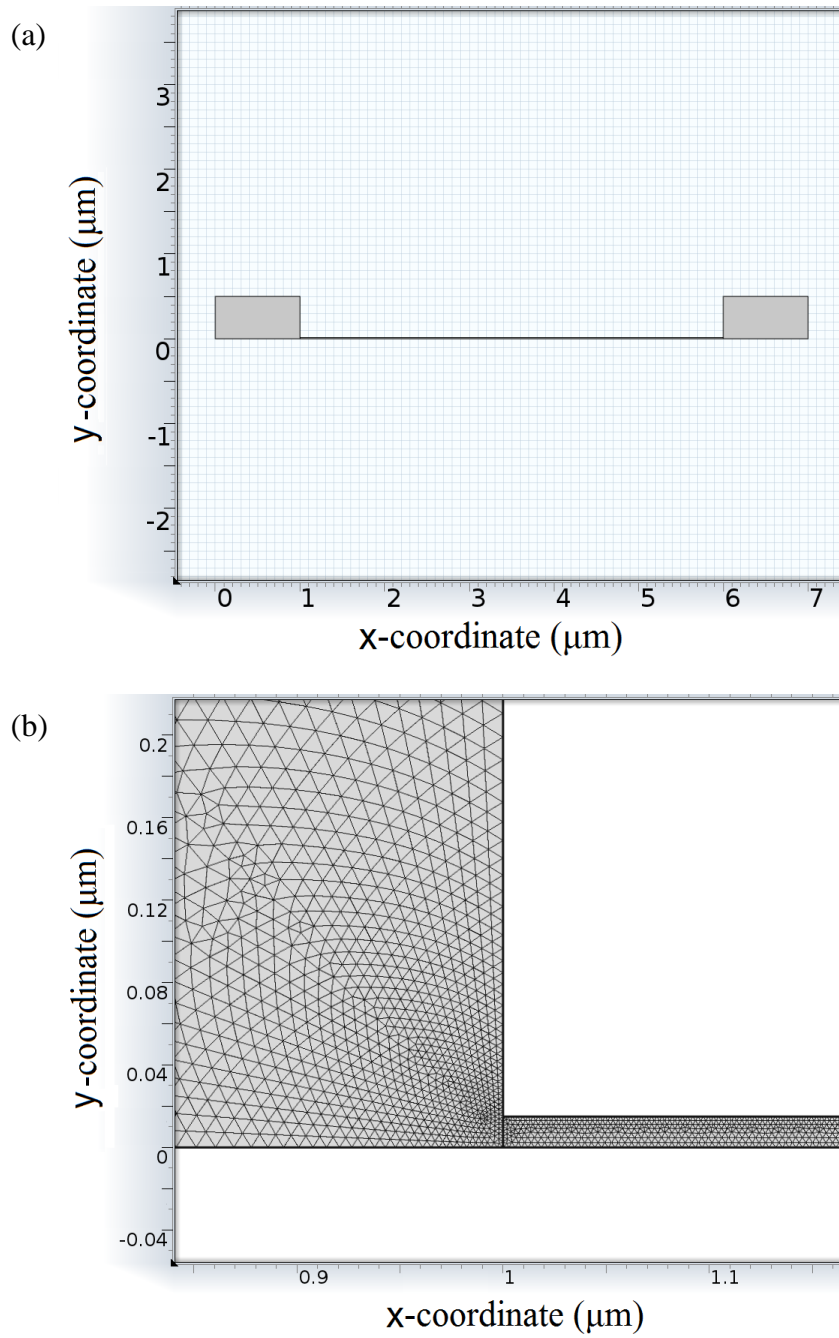 (a)
3
2
1
0
-1
-2
y-coordinate (μm)
0 1 2 3 4 5 6 7
x-coordinate (μm)
(b)
0.2
0.16
0.12
0.08
0.04
0
-0.04
y-coordinate (μm)
0.9 1 1.1
x-coordinate (μm)